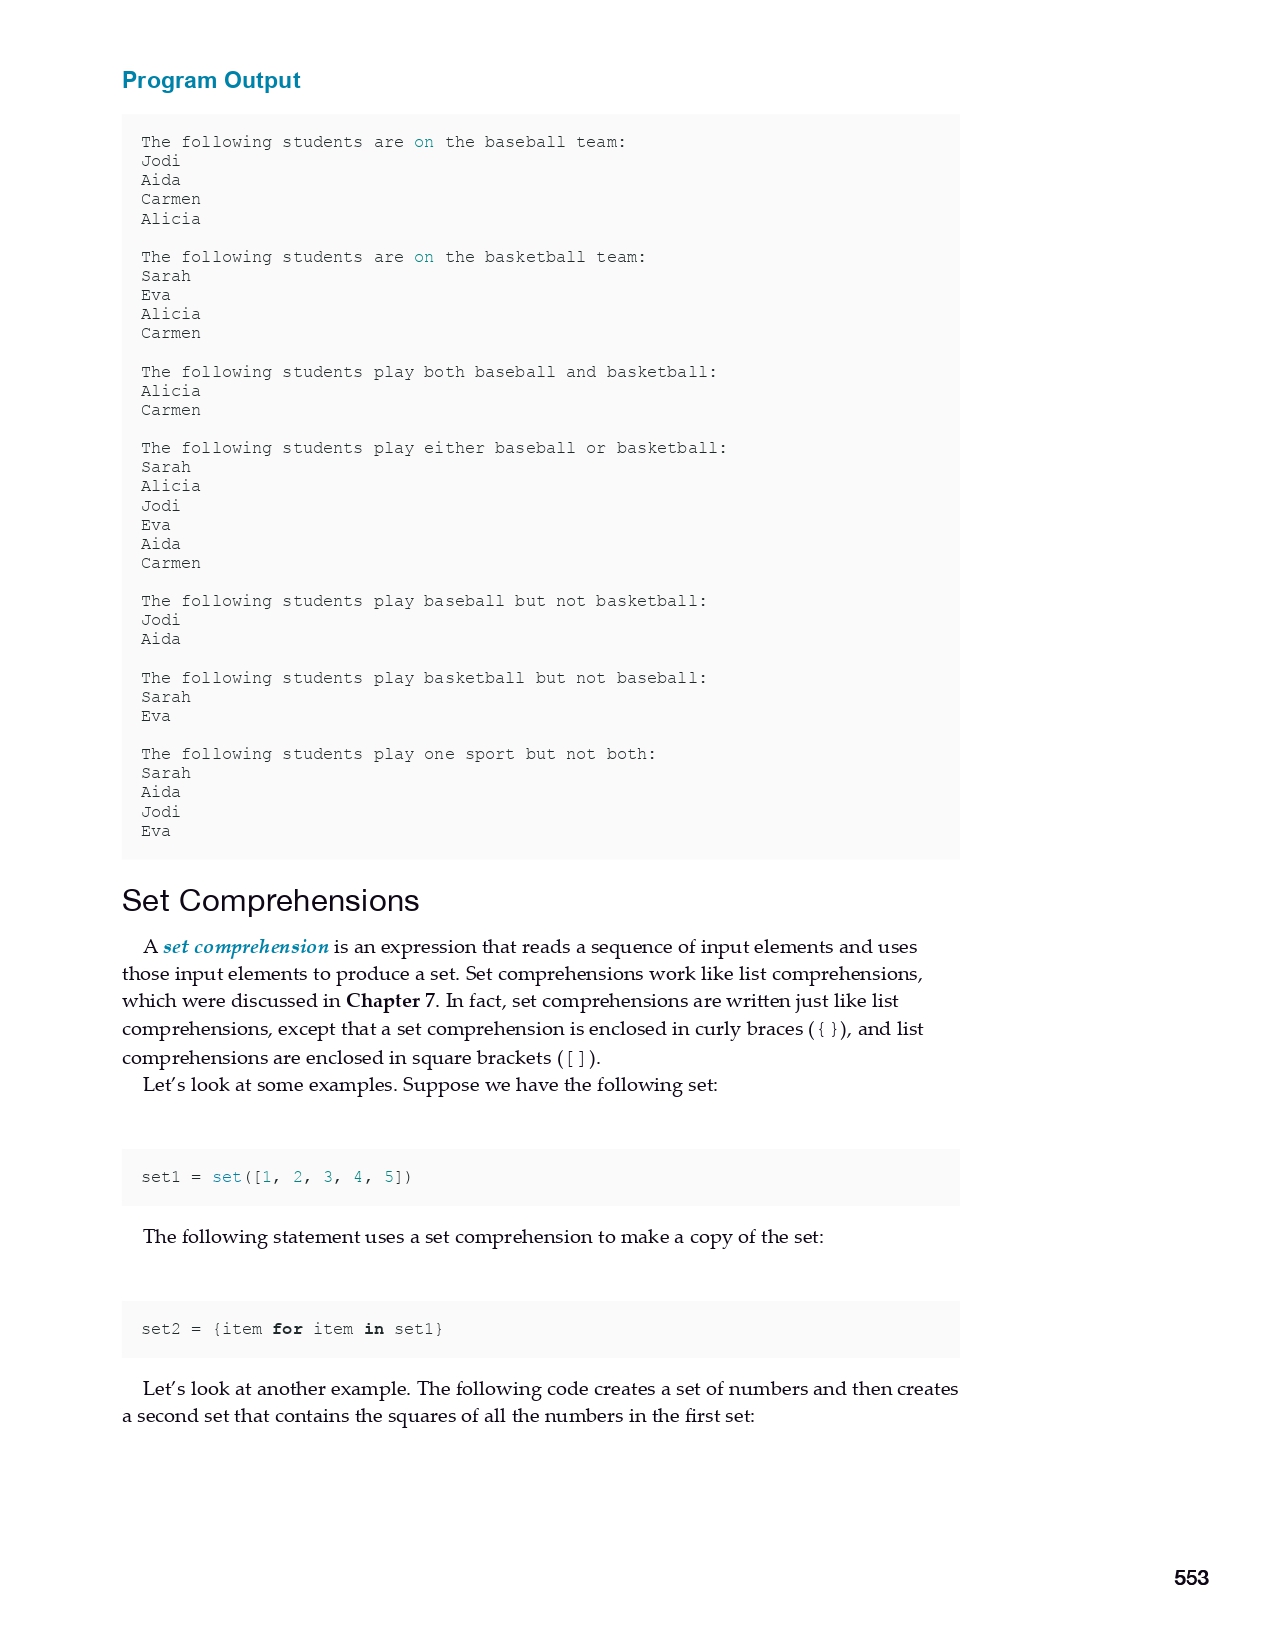 Program Output
The following students are on the baseball team:
Jodi
Aida
Carmen
Alicia
The following students are on the basketball team:
Sarah
Eva
Alicia
Carmen
The following students play both baseball and basketball:
Alicia
Carmen
The following students play either baseball or basketball:
Sarah
Alicia
Jodi
Eva
Aida
Carmen
The following students play baseball but not basketball:
Jodi
Aida
The following students play basketball but not baseball:
Sarah
Eva
The following students play one sport but not both:
Sarah
Aida
Jodi
Eva
Set Comprehensions
A set comprehension is an expression that reads a sequence of input elements and uses
those input elements to produce a set. Set comprehensions work like list comprehensions,
which were discussed in Chapter 7. In fact, set comprehensions are written just like list
comprehensions, except that a set comprehension is enclosed in curly braces ({}), and list
comprehensions are enclosed in square brackets ([]).
Let’s look at some examples. Suppose we have the following set:
set1 = set([1, 2, 3, 4, 5])
The following statement uses a set comprehension to make a copy of the set:
set2 = {item for item in set1}
Let’s look at another example. The following code creates a set of numbers and then creates
a second set that contains the squares of all the numbers in the first set:
553